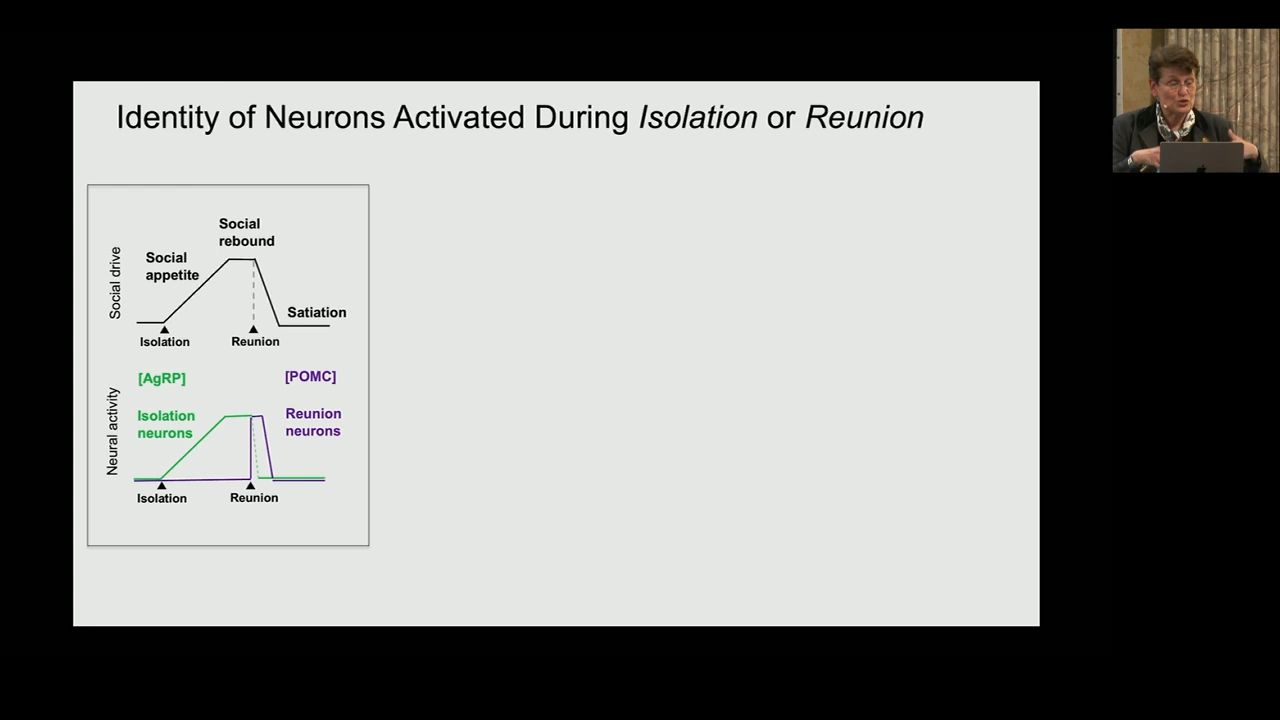 Identity of Neurons Activated During Isolation or Reunion
Social
rebound
Social
appetite
Social drive
Satiation
Isolation
Reunion
[AgRP]
[POMC]
Isolation
neurons
Reunion
neurons
Neural activity
Isolation
Reunion